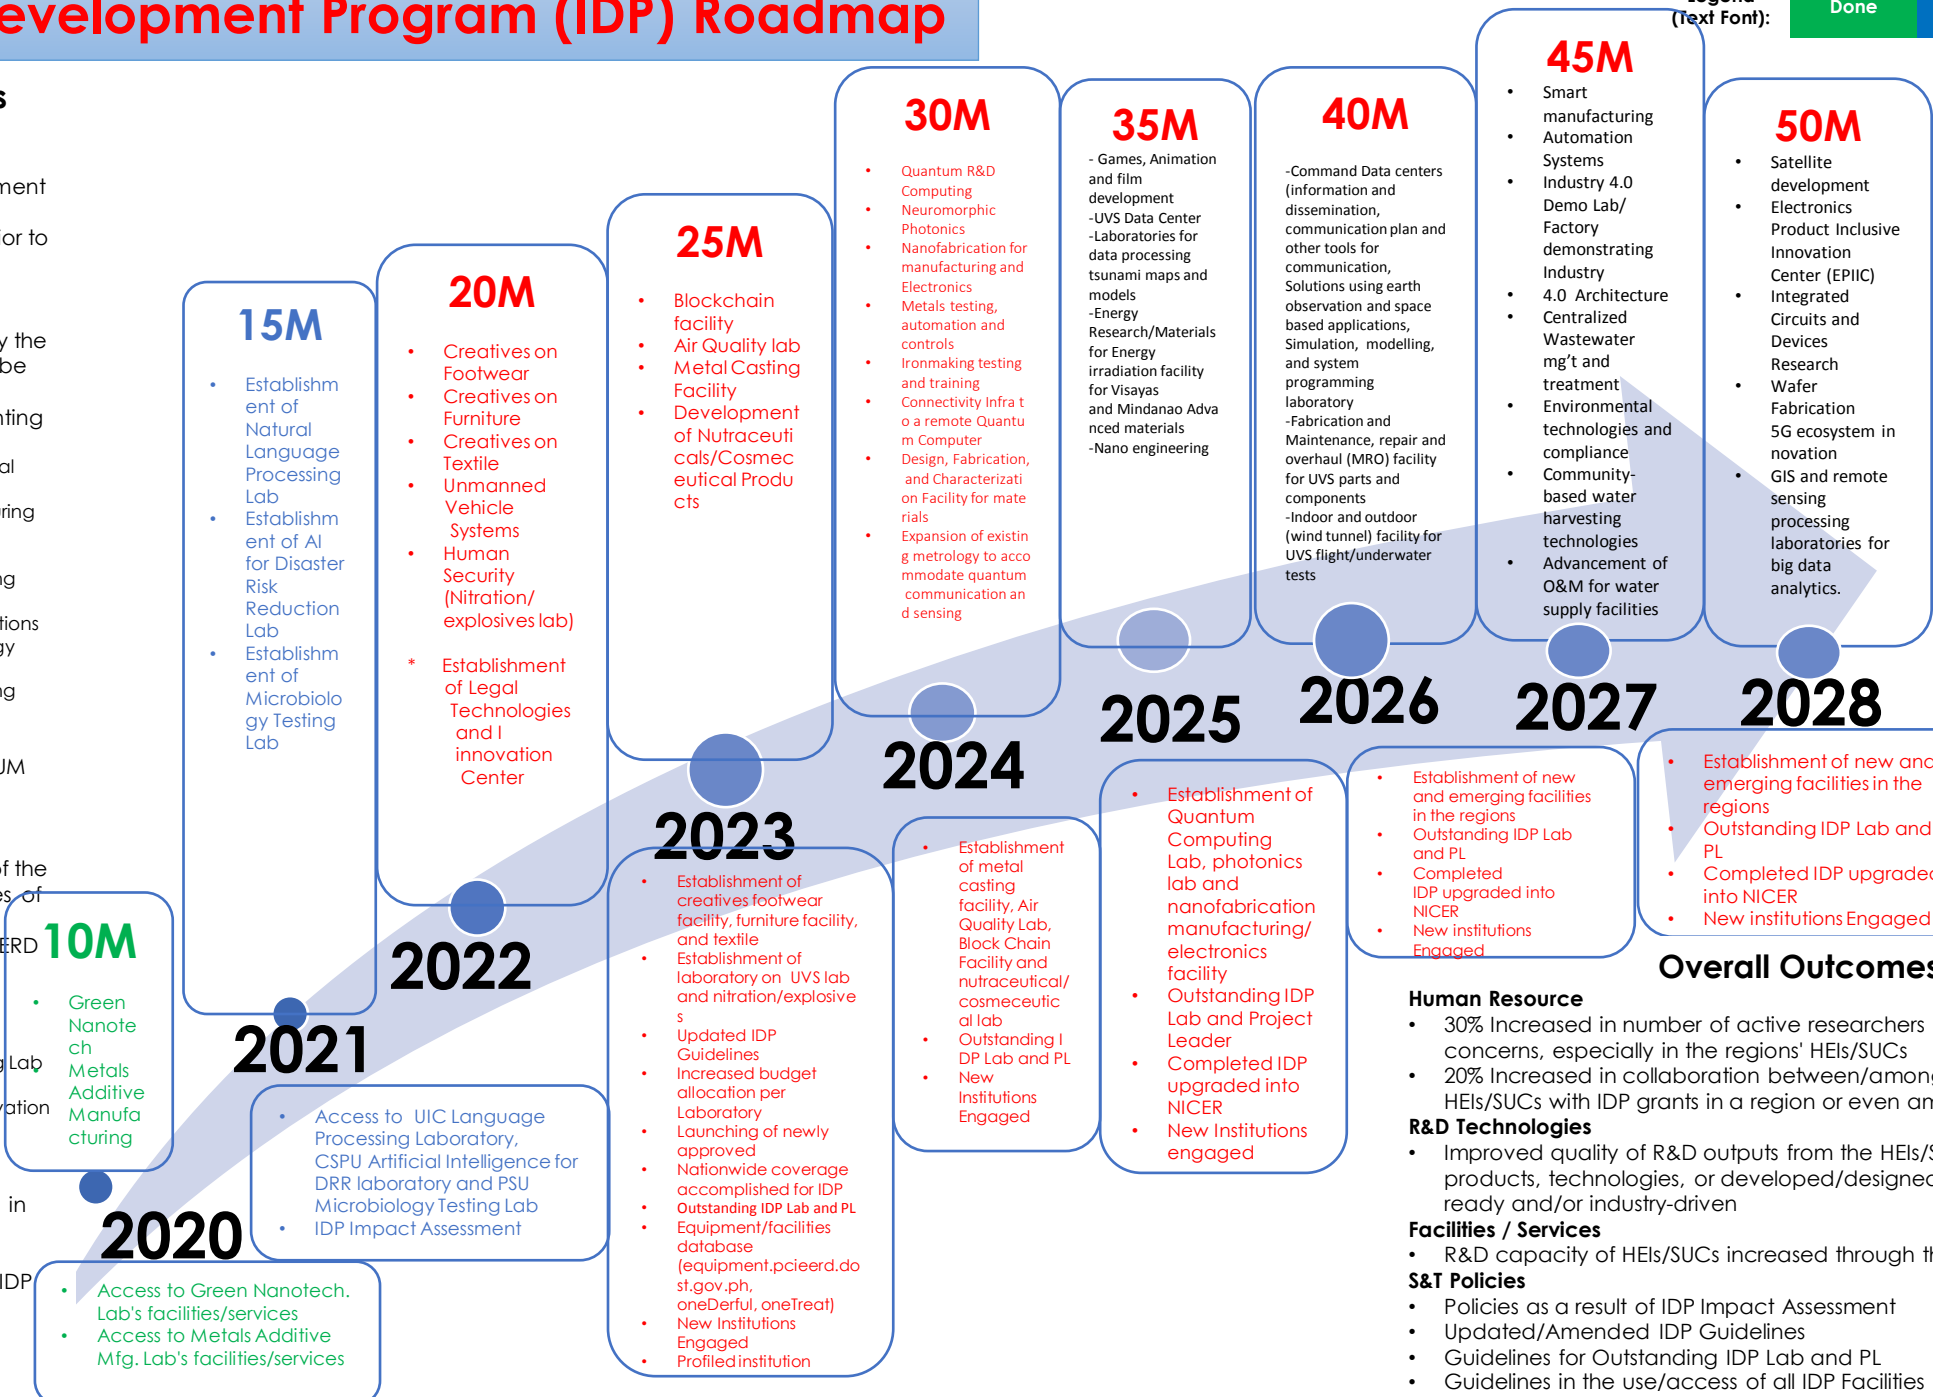 evelopment Program (IDP) Roadmap
Legend
(Text Font):
Done
s
ment
ior to
y the
be
nting
al
ring
ng
tions
gy
ng
UM
of the
es of
ERD
g Lab
vation
in
IDP
10M
• Green
Nanote
ch
• Metals
Additive
Manufa
cturing
2020
• Access to Green Nanotech.
Lab's facilities/services
• Access to Metals Additive
Mfg. Lab's facilities/services
15M
• Establishm
ent of
Natural
Language
Processing
Lab
• Establishm
ent of AI
for Disaster
Risk
Reduction
Lab
• Establishm
ent of
Microbiolo
gy Testing
Lab
2021
• Access to UIC Language
Processing Laboratory,
CSPU Artificial Intelligence for
DRR laboratory and PSU
Microbiology Testing Lab
• IDP Impact Assessment
20M
• Creatives on
Footwear
• Creatives on
Furniture
• Creatives on
Textile
• Unmanned
Vehicle
Systems
• Human
Security
(Nitration/
explosives lab)
* Establishment
of Legal
Technologies
and I
innovation
Center
2022
25M
• Blockchain
facility
• Air Quality lab
• Metal Casting
Facility
• Development
of Nutraceuti
cals/Cosmec
eutical Produ
cts
2023
• Establishment of
creatives footwear
facility, furniture facility,
and textile
• Establishment of
laboratory on UVS lab
and nitration/explosive
s
• Updated IDP
Guidelines
• Increased budget
allocation per
Laboratory
• Launching of newly
approved
• Nationwide coverage
accomplished for IDP
• Outstanding IDP Lab and PL
• Equipment/facilities
database
(equipment.pcieerd.do
st.gov.ph,
oneDerful, oneTreat)
• New Institutions
Engaged
• Profiled institution
30M
• Quantum R&D
Computing
• Neuromorphic
Photonics
• Nanofabrication for
manufacturing and
Electronics
• Metals testing,
automation and
controls
• Ironmaking testing
and training
• Connectivity Infra t
o a remote Quantu
m Computer
• Design, Fabrication,
and Characterizati
on Facility for mate
rials
• Expansion of existin
g metrology to acco
mmodate quantum
communication an
d sensing
2024
• Establishment
of metal
casting
facility, Air
Quality Lab,
Block Chain
Facility and
nutraceutical/
cosmeceutic
al lab
• Outstanding I
DP Lab and PL
• New
Institutions
Engaged
35M
- Games, Animation
and film
development
-UVS Data Center
-Laboratories for
data processing
tsunami maps and
models
-Energy
Research/Materials
for Energy
irradiation facility
for Visayas
and Mindanao Adva
nced materials
-Nano engineering
2025
• Establishment of
Quantum
Computing
Lab, photonics
lab and
nanofabrication
manufacturing/
electronics
facility
• Outstanding IDP
Lab and Project
Leader
• Completed IDP
upgraded into
NICER
• New Institutions
engaged
40M
-Command Data centers
(information and
dissemination,
communication plan and
other tools for
communication,
Solutions using earth
observation and space
based applications,
Simulation, modelling,
and system
programming
laboratory
-Fabrication and
Maintenance, repair and
overhaul (MRO) facility
for UVS parts and
components
-Indoor and outdoor
(wind tunnel) facility for
UVS flight/underwater
tests
2026
• Establishment of new
and emerging facilities
in the regions
• Outstanding IDP Lab
and PL
• Completed
IDP upgraded into
NICER
• New institutions
Engaged
45M
• Smart
manufacturing
• Automation
Systems
• Industry 4.0
Demo Lab/
Factory
demonstrating
Industry
• 4.0 Architecture
• Centralized
Wastewater
mg't and
treatment
• Environmental
technologies and
compliance
• Community-
based water
harvesting
technologies
• Advancement of
O&M for water
supply facilities
2027
50M
• Satellite
development
• Electronics
Product Inclusive
Innovation
Center (EPIIC)
• Integrated
Circuits and
Devices
Research
• Wafer
Fabrication
5G ecosystem in
novation
• GIS and remote
sensing
processing
laboratories for
big data
analytics.
2028
• Establishment of new and
emerging facilities in the
regions
• Outstanding IDP Lab and
PL
• Completed IDP upgraded
into NICER
• New institutions Engaged
Overall Outcomes
Human Resource
• 30% Increased in number of active researchers
concerns, especially in the regions' HEIs/SUCs
• 20% Increased in collaboration between/among
HEIs/SUCs with IDP grants in a region or even am
R&D Technologies
• Improved quality of R&D outputs from the HEIs/S
products, technologies, or developed/designed
ready and/or industry-driven
Facilities / Services
• R&D capacity of HEIs/SUCs increased through th
S&T Policies
• Policies as a result of IDP Impact Assessment
• Updated/Amended IDP Guidelines
• Guidelines for Outstanding IDP Lab and PL
• Guidelines in the use/access of all IDP Facilities